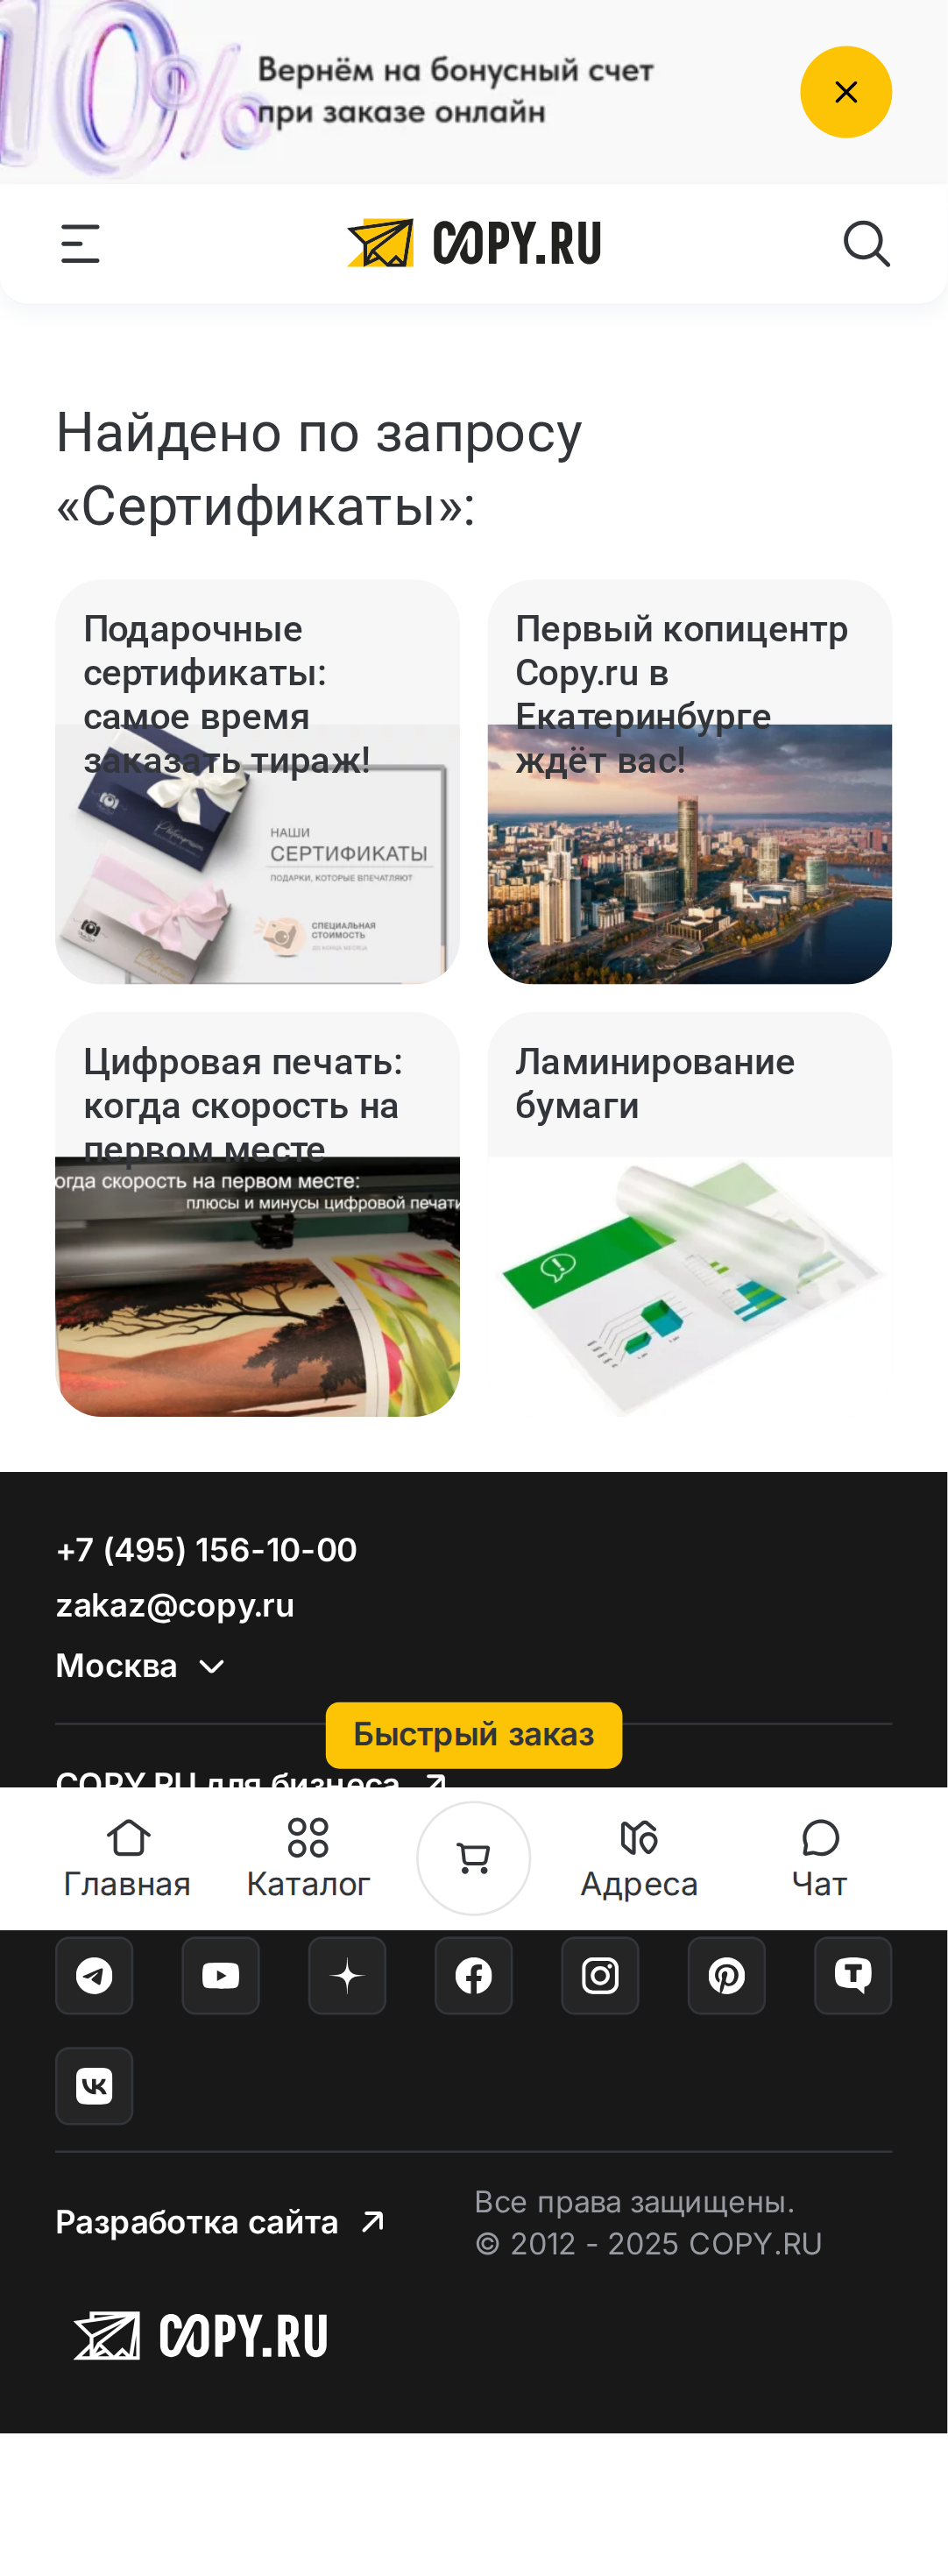 10%
Вернём на бонусный счет
при заказе онлайн
COPY.RU
Найдено по запросу
«Сертификаты»:
Подарочные
сертификаты:
самое время
заказать тираж!
НАШИ
СЕРТИФИКАТЫ
ПОДАРКИ, КОТОРЫЕ ВПЕЧАТЛЯЮТ
СПЕЦИАЛЬНАЯ
СТОИМОСТЬ
ДО КОНЦА МЕСЯЦА
Первый копицентр
Copy.ru в
Екатеринбурге
ждёт вас!
Цифровая печать:
когда скорость на
первом месте
огда скорость на первом месте:
плюсы и минусы цифровой печати
Ламинирование
бумаги
+7 (495) 156-10-00
zakaz@copy.ru
Москва
Быстрый заказ
COPY.RU для бизнеса
Главная
Каталог
Адреса
Чат
Разработка сайта
Все права защищены.
© 2012 - 2025 COPY.RU
COPY.RU